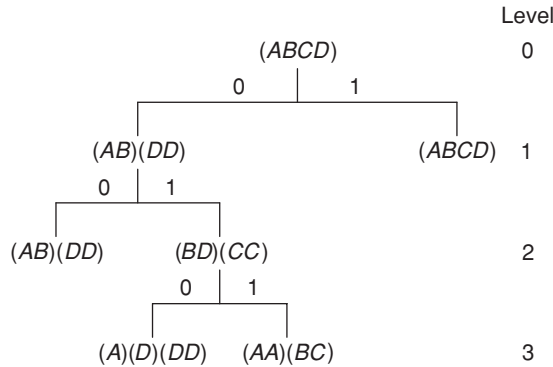 Level
(ABCD) 0
0 1
(AB)(DD) (ABCD) 1
0 1
(AB)(DD) (BD)(CC) 2
0 1
(A)(D)(DD) (AA)(BC) 3